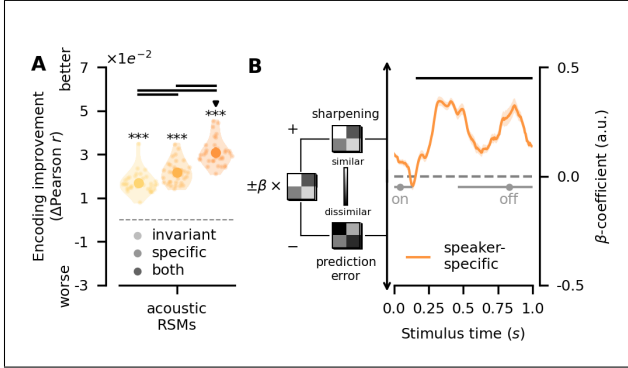 A
×10⁻²
better
7
5
3
1
-1
-3
worse
Encoding improvement
(ΔPearson r)
***
***
***
invariant
specific
both
acoustic
RSMs
B
sharpening
+
similar
±β ×
dissimilar
−
prediction
error
0.5
0.0
-0.5
β-coefficient (a.u.)
on
off
speaker-
specific
0.0
0.25
0.5
0.75
1.0
Stimulus time (s)